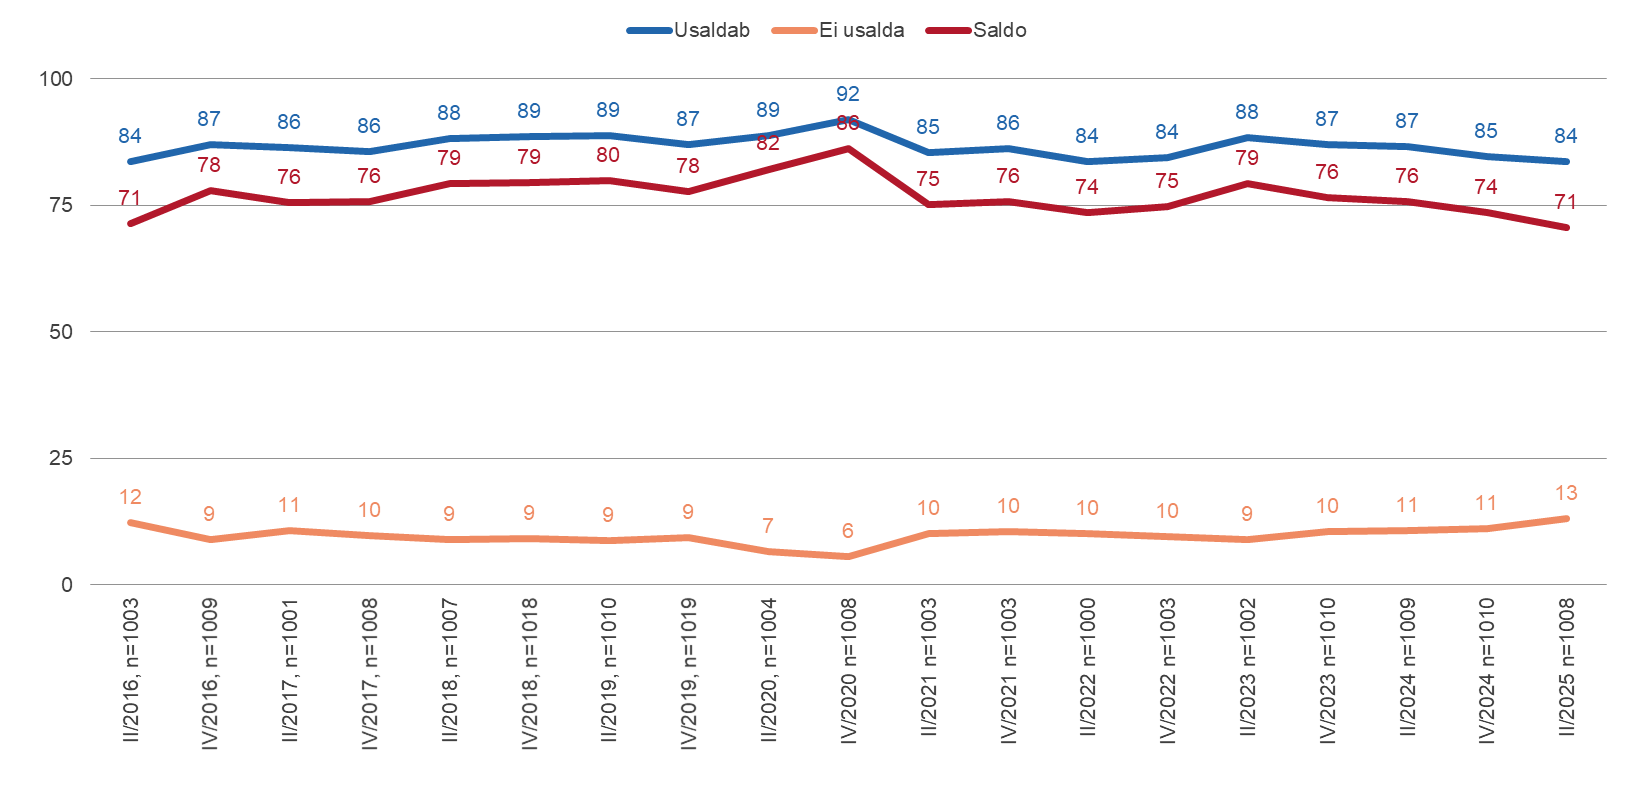 Usaldab Ei usalda Saldo
100
75
50
25
0
84 87 86 86 88 89 89 87 89 92 85 86 84 84 88 87 87 85 84
71 78 76 76 79 79 80 78 82 86 75 76 74 75 79 76 76 74 71
12 9 11 10 9 9 9 9 7 6 10 10 10 10 9 10 11 11 13
II/2016, n=1003
IV/2016, n=1009
II/2017, n=1001
IV/2017, n=1008
II/2018, n=1007
IV/2018, n=1018
II/2019, n=1010
IV/2019, n=1019
II/2020, n=1004
IV/2020 n=1008
II/2021 n=1003
IV/2021 n=1003
II/2022 n=1000
IV/2022 n=1003
II/2023 n=1002
IV/2023 n=1010
II/2024 n=1009
IV/2024 n=1010
II/2025 n=1008